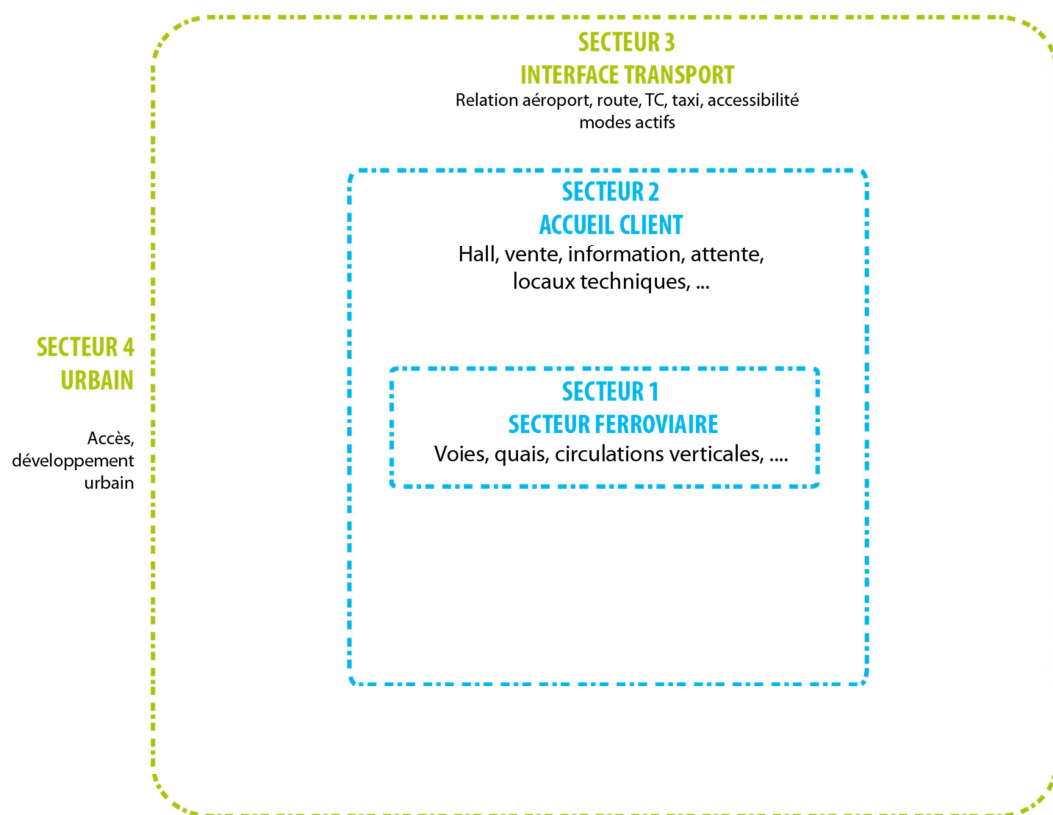 SECTEUR 3
INTERFACE TRANSPORT
Relation aéroport, route, TC, taxi, accessibilité
modes actifs
SECTEUR 2
ACCUEIL CLIENT
Hall, vente, information, attente,
locaux techniques, ...
SECTEUR 4
URBAIN
Accès,
développement
urbain
SECTEUR 1
SECTEUR FERROVIAIRE
Voies, quais, circulations verticales, ....